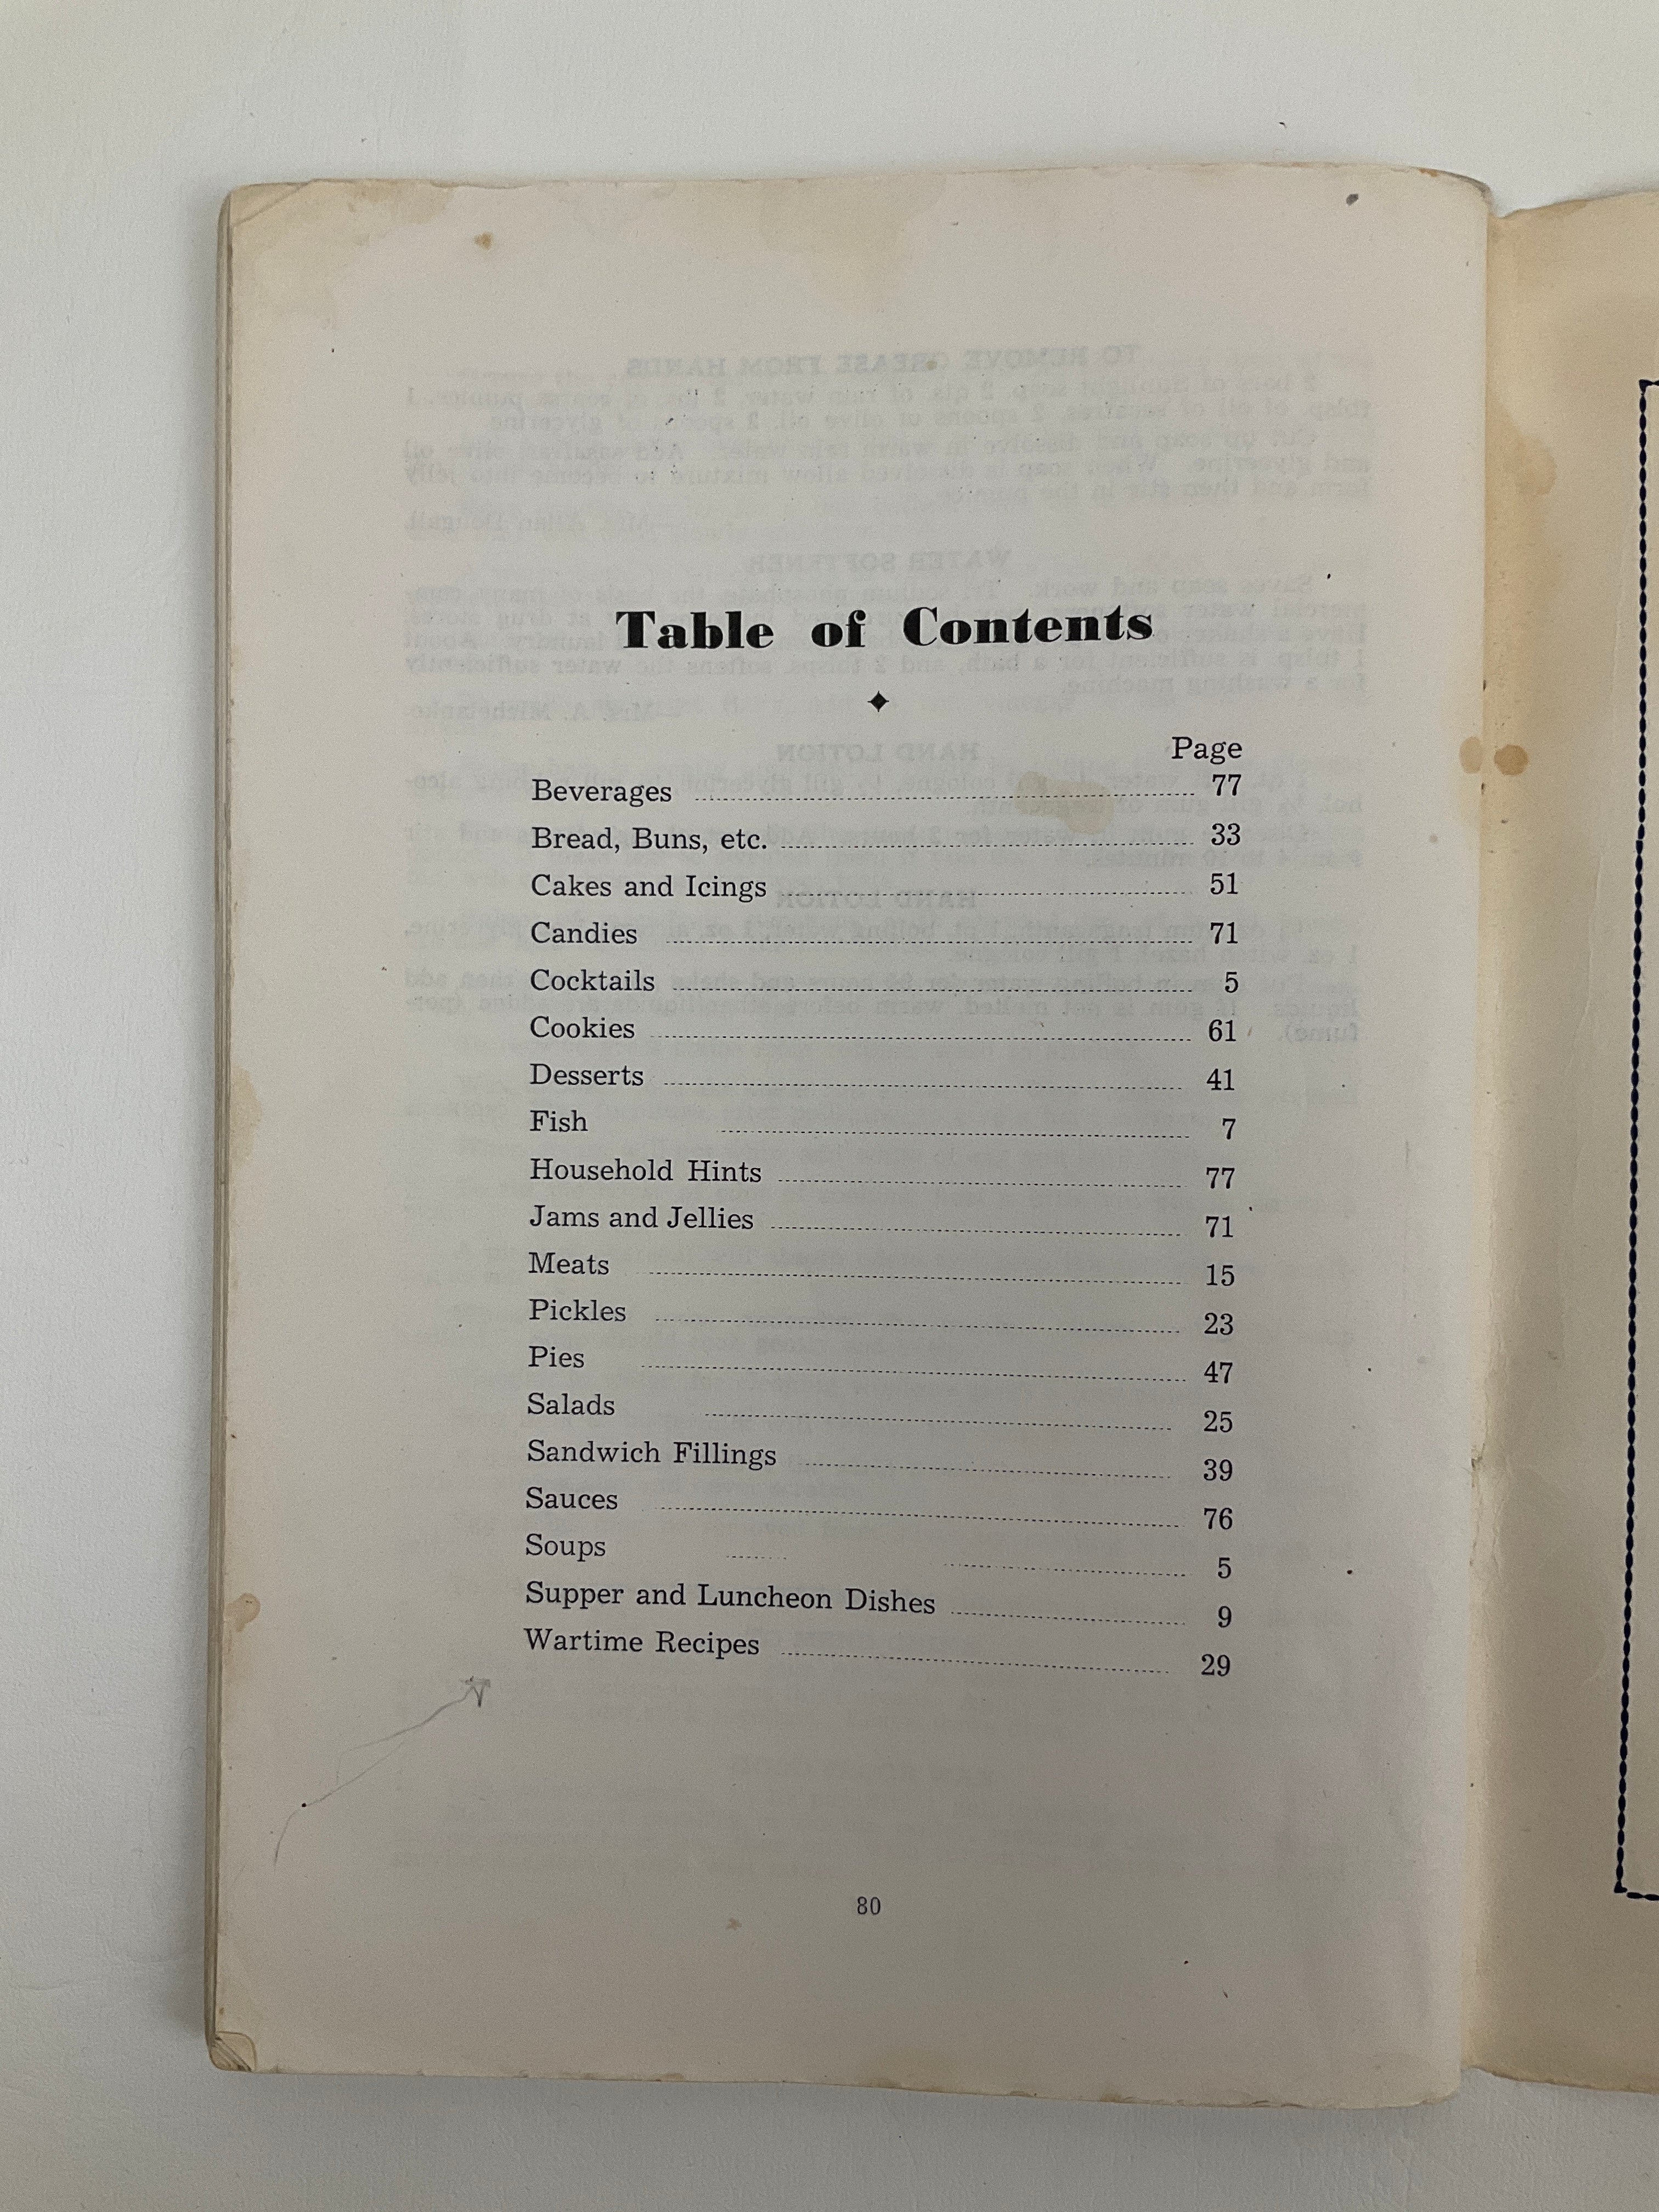 Table of Contents
Page
Beverages 77
Bread, Buns, etc. 33
Cakes and Icings 51
Candies 71
Cocktails 5
Cookies 61
Desserts 41
Fish 7
Household Hints 77
Jams and Jellies 71
Meats 15
Pickles 23
Pies 47
Salads 25
Sandwich Fillings 39
Sauces 76
Soups 5
Supper and Luncheon Dishes 9
Wartime Recipes 29
80